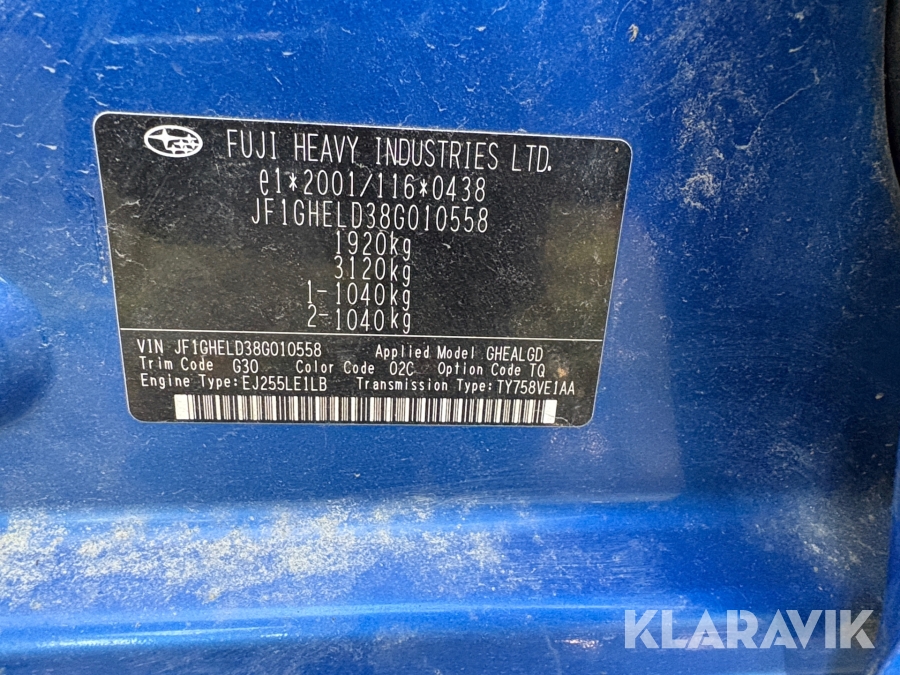 FUJI HEAVY INDUSTRIES LTD.
e1*2001/116*0438
JF1GHELD38G010558
1920kg
3120kg
1-1040kg
2-1040kg
VIN JF1GHELD38G010558 Applied Model GHEALGD
Trim Code G30 Color Code 02C Option Code TQ
Engine Type:EJ255LE1LB Transmission Type:TY758VE1AA
KLARAVIK